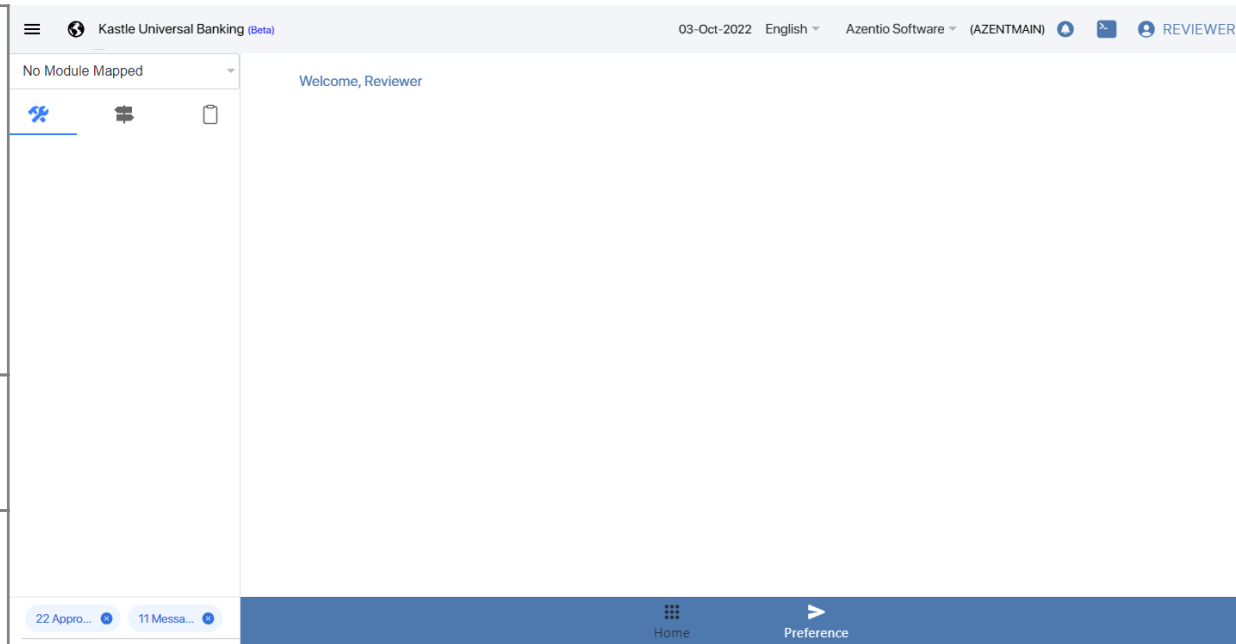 Kastle Universal Banking (Beta) 03-Oct-2022 English Azentio Software (AZENTMAIN) REVIEWER
No Module Mapped
Welcome, Reviewer
22 Appro... 11 Messa...
Home Preference